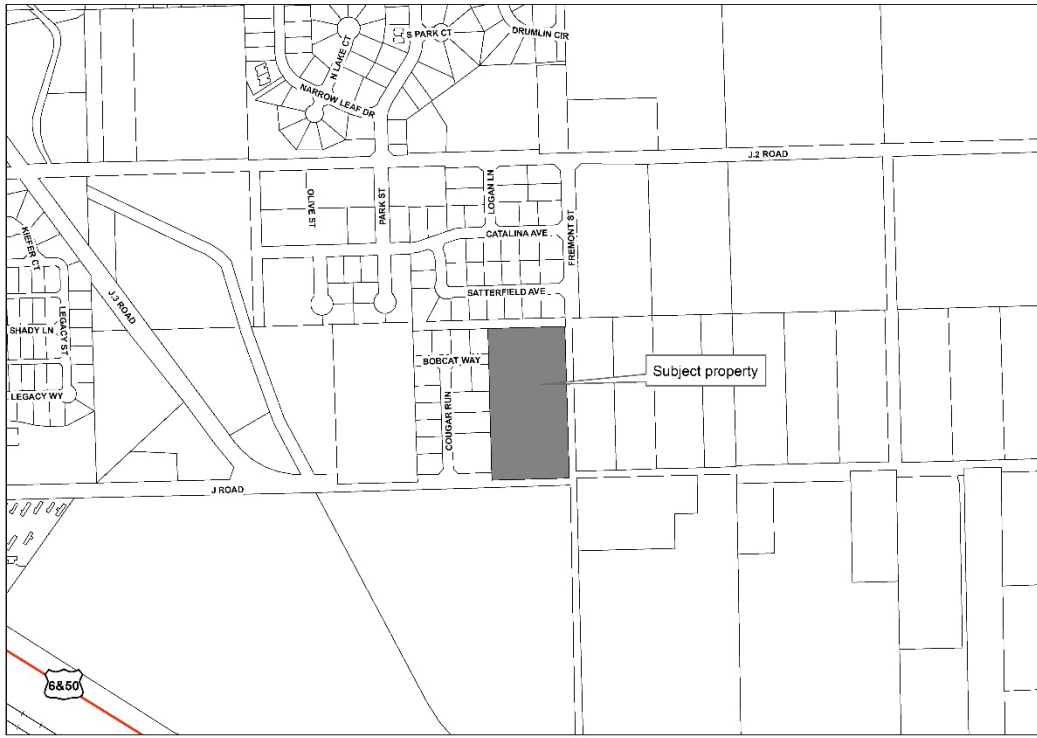 S PARK CT
DRUMLIN CIR
N LAKE CT
NARROW LEAF DR
J.2 ROAD
OLIVE ST
PARK ST
LOGAN LN
CATALINA AVE
FREMONT ST
KIEFER CT
J.3 ROAD
SATTERFIELD AVE
SHADY LN
LEGACY ST
BOBCAT WAY
Subject property
LEGACY WY
COUGAR RUN
J ROAD
6&50